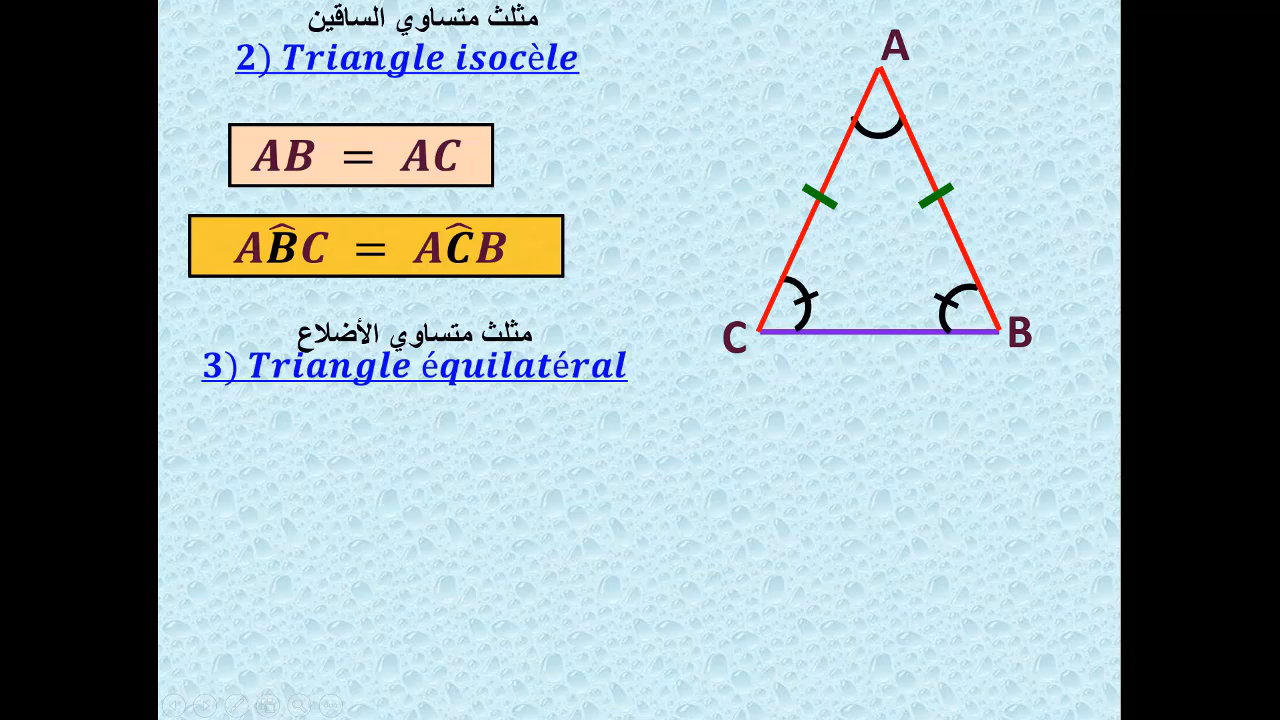 مثلث متساوي الساقين
2) Triangle isocèle
AB = AC
AB̂C = AĈB
مثلث متساوي الأضلاع
3) Triangle équilatéral
A
C
B